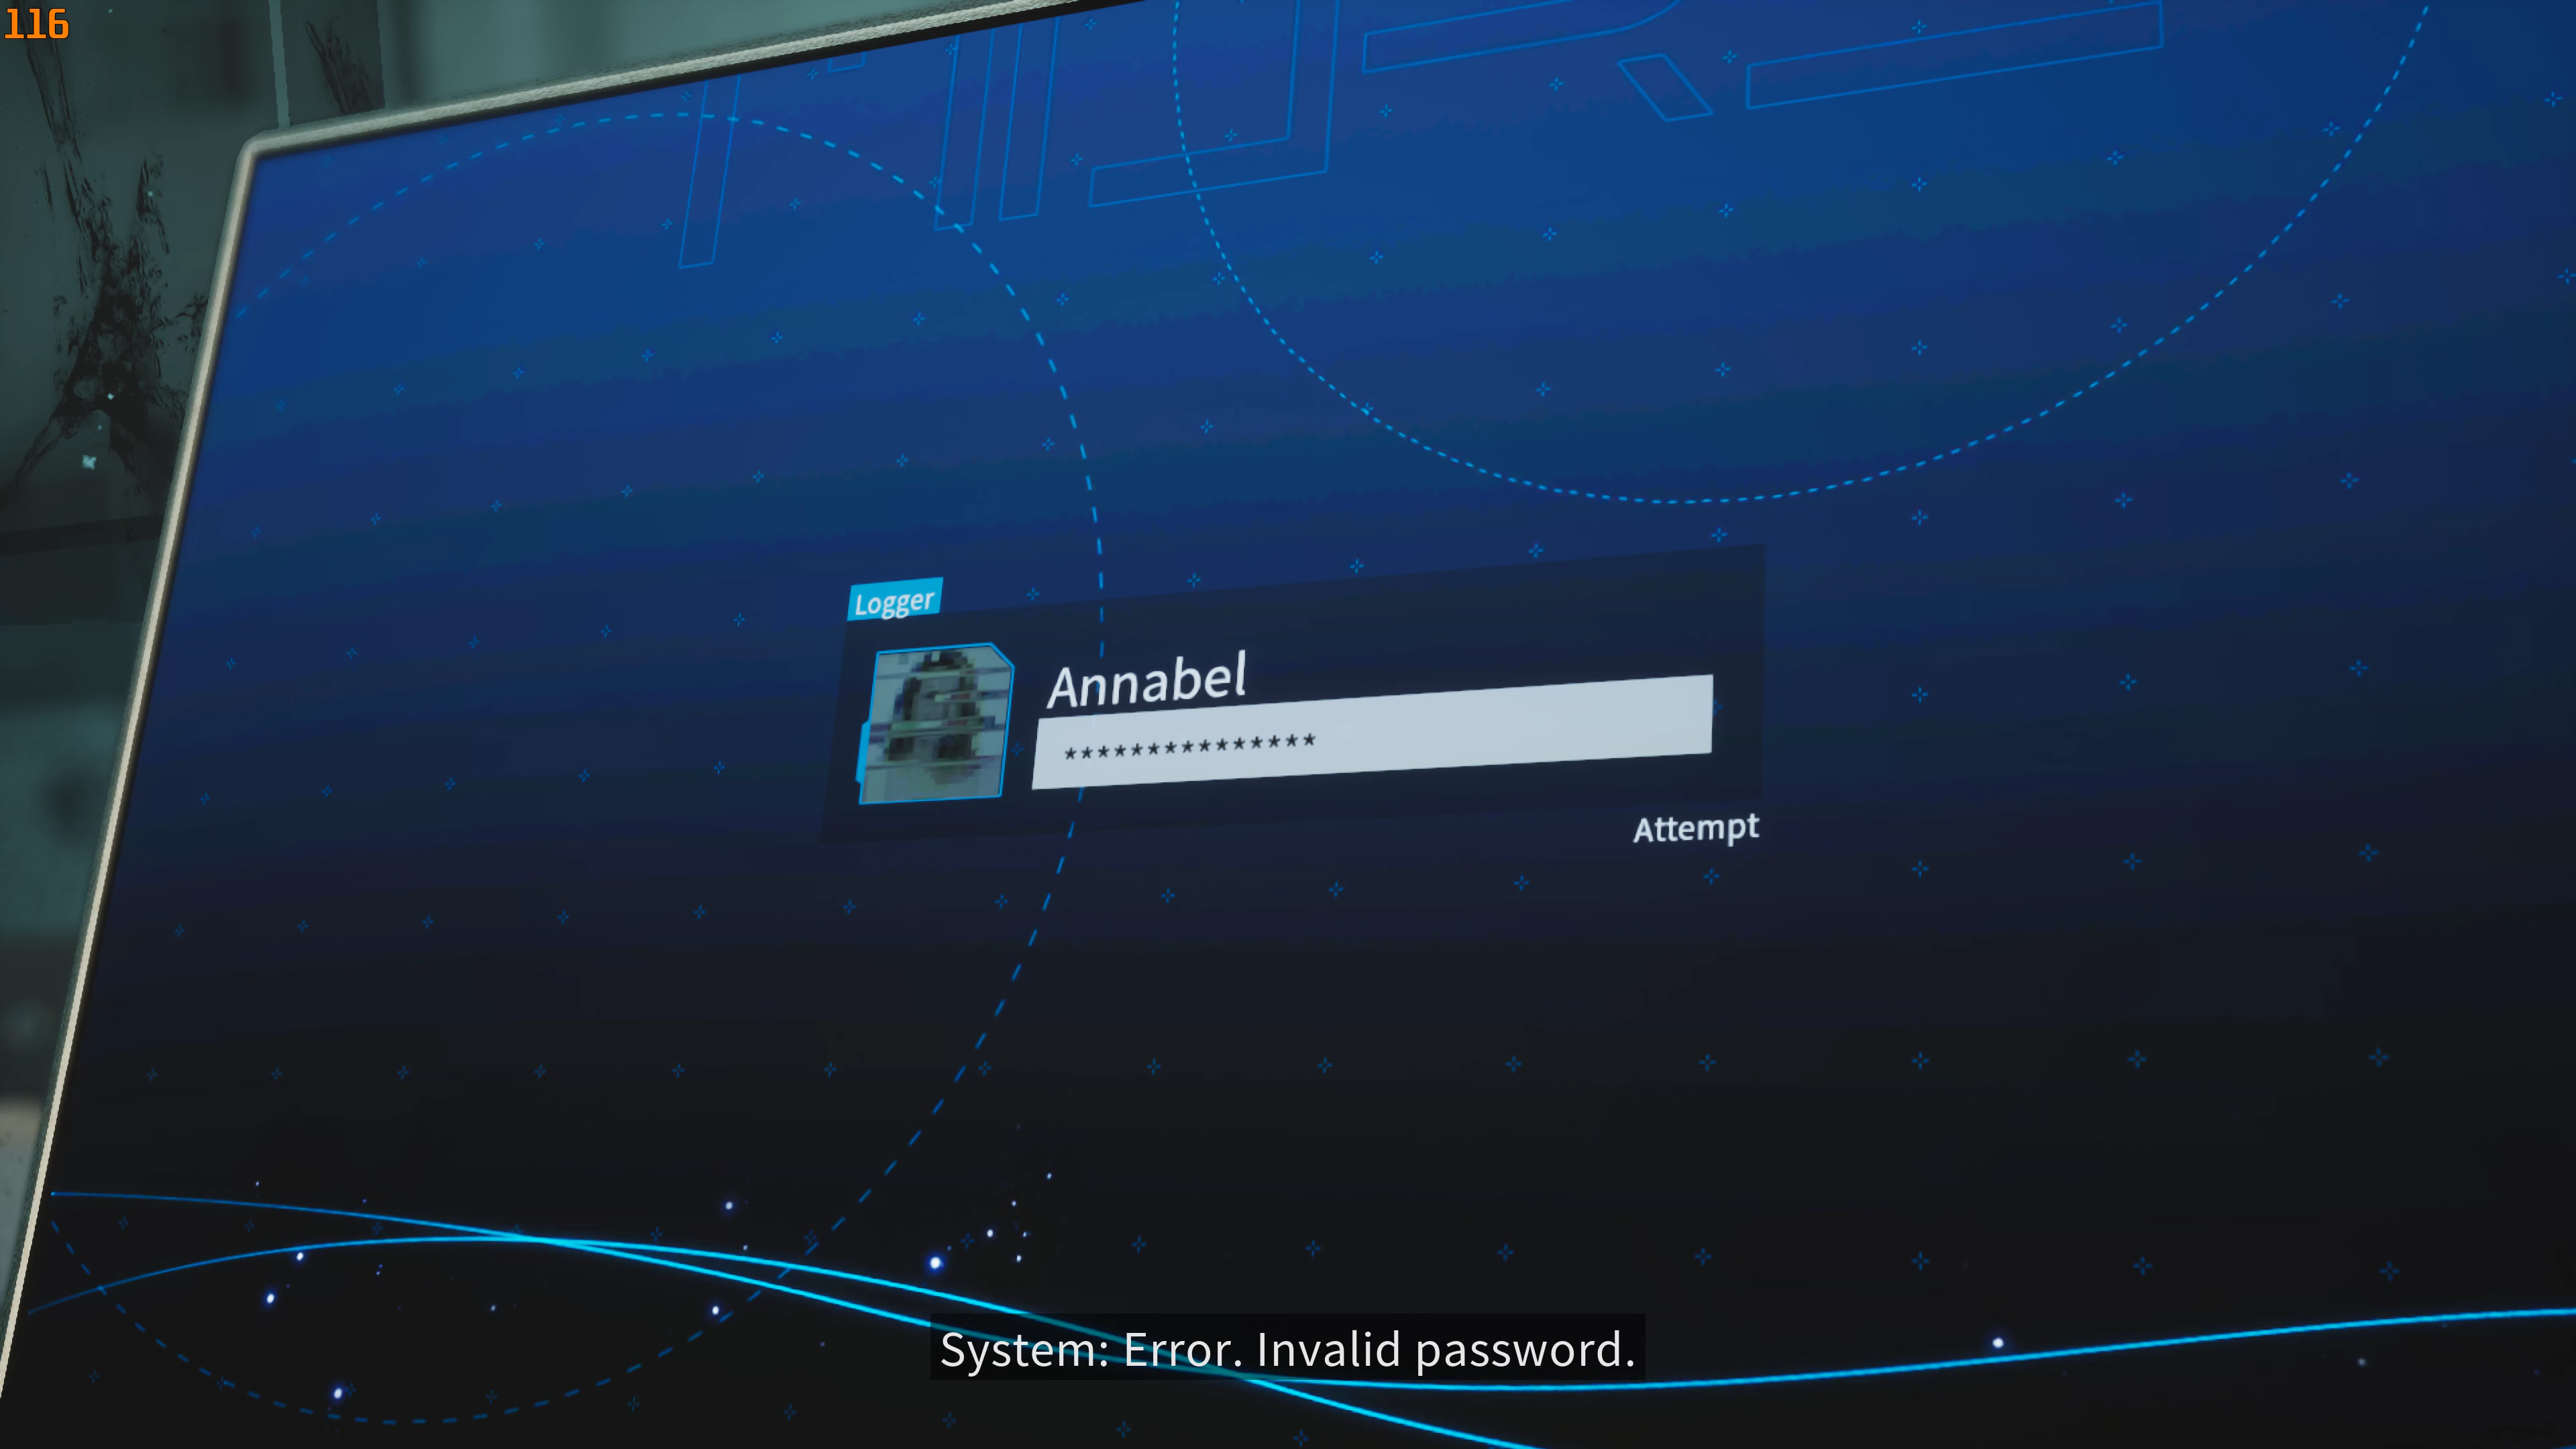 116
Logger
Annabel
***************
Attempt
System: Error. Invalid password.